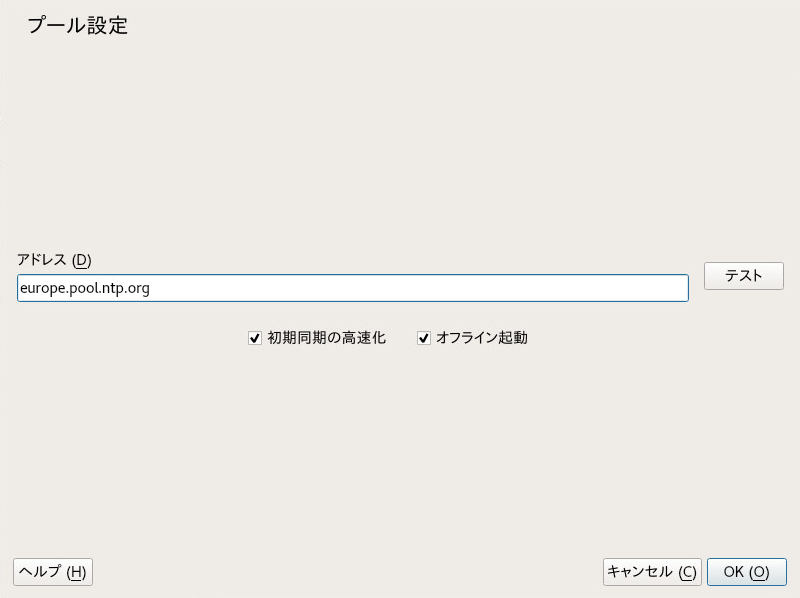 プール設定
アドレス (D)
europe.pool.ntp.org
テスト
初期同期の高速化
オフライン起動
ヘルプ (H)
キャンセル (C)
OK (O)